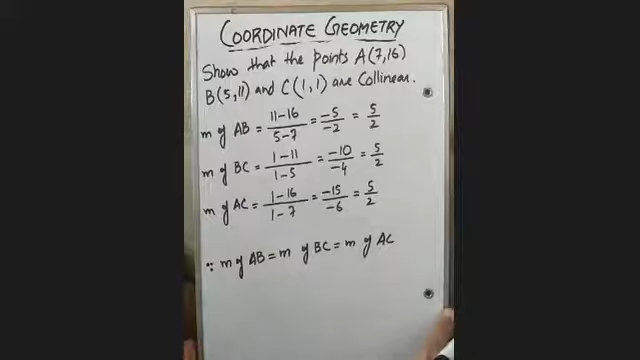 COORDINATE GEOMETRY
Show that the points A(7,16)
B(5,11) and C(1,1) are Collinear.
m of AB = 11-16/5-7 = -5/-2 = 5/2
m of BC = 1-11/1-5 = -10/-4 = 5/2
m of AC = 1-16/1-7 = -15/-6 = 5/2
∵ m of AB = m of BC = m of AC